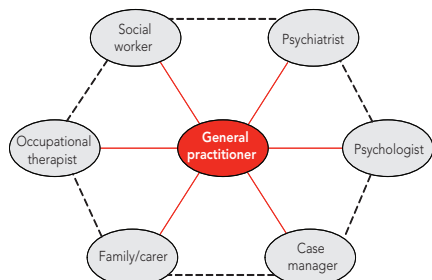 Social
worker
Psychiatrist
Occupational
therapist
General
practitioner
Psychologist
Family/carer
Case
manager